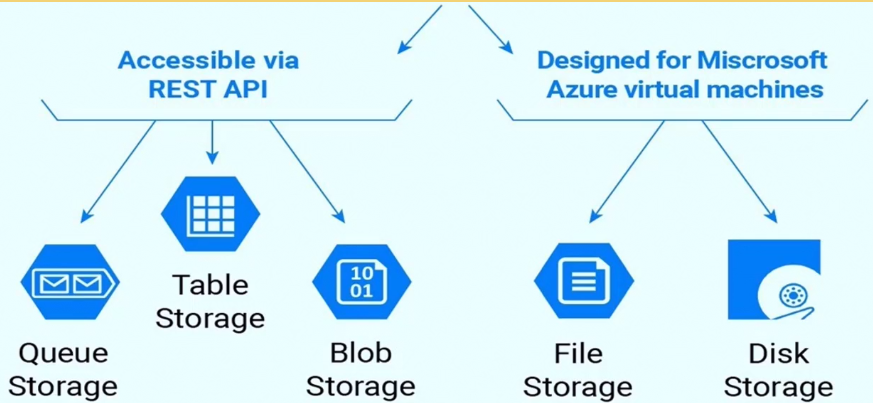 Accessible via
REST API
Designed for Miscrosoft
Azure virtual machines
Queue
Storage
Table
Storage
10
01
Blob
Storage
File
Storage
Disk
Storage